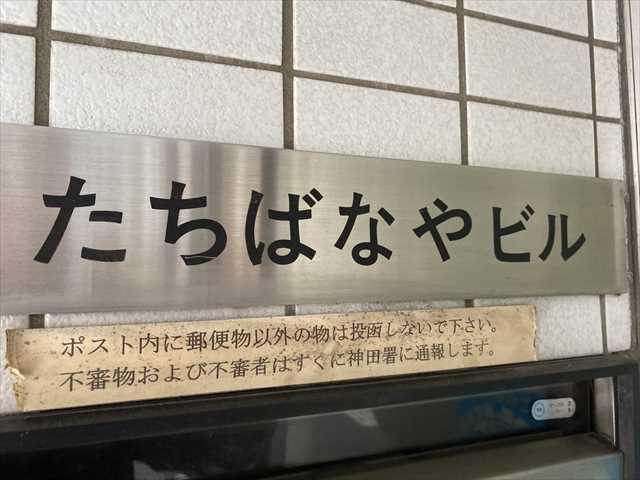 たちばなやビル
ポスト内に郵便物以外の物は投函しないで下さい。
不審物および不審者はすぐに神田署に通報します。